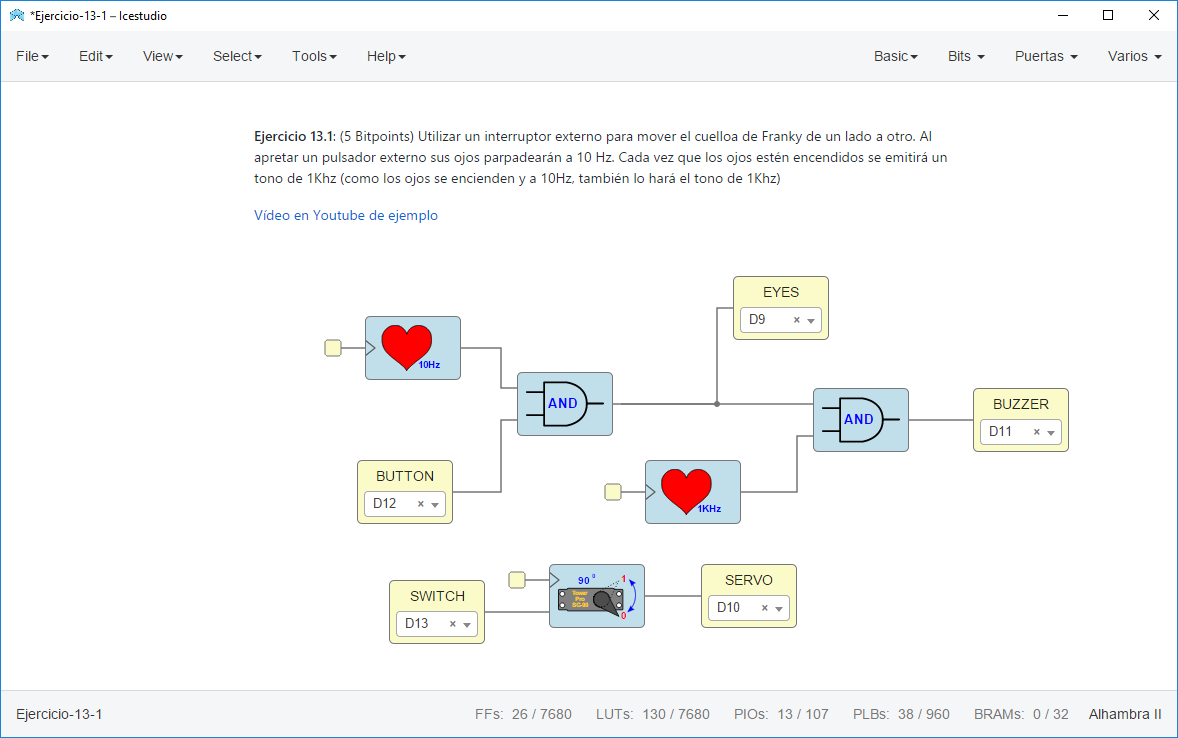 *Ejercicio-13-1 – Icestudio
File Edit View Select Tools Help Basic Bits Puertas Varios
Ejercicio 13.1: (5 Bitpoints) Utilizar un interruptor externo para mover el cuelloa de Franky de un lado a otro. Al
apretar un pulsador externo sus ojos parpadearán a 10 Hz. Cada vez que los ojos estén encendidos se emitirá un
tono de 1Khz (como los ojos se encienden y a 10Hz, también lo hará el tono de 1Khz)
Vídeo en Youtube de ejemplo
EYES
D9
10Hz
AND
AND
BUZZER
D11
BUTTON
D12
1KHz
90º
1
Tower
Pro
SG-90
0
SWITCH
D13
SERVO
D10
Ejercicio-13-1 FFs: 26 / 7680 LUTs: 130 / 7680 PIOs: 13 / 107 PLBs: 38 / 960 BRAMs: 0 / 32 Alhambra II